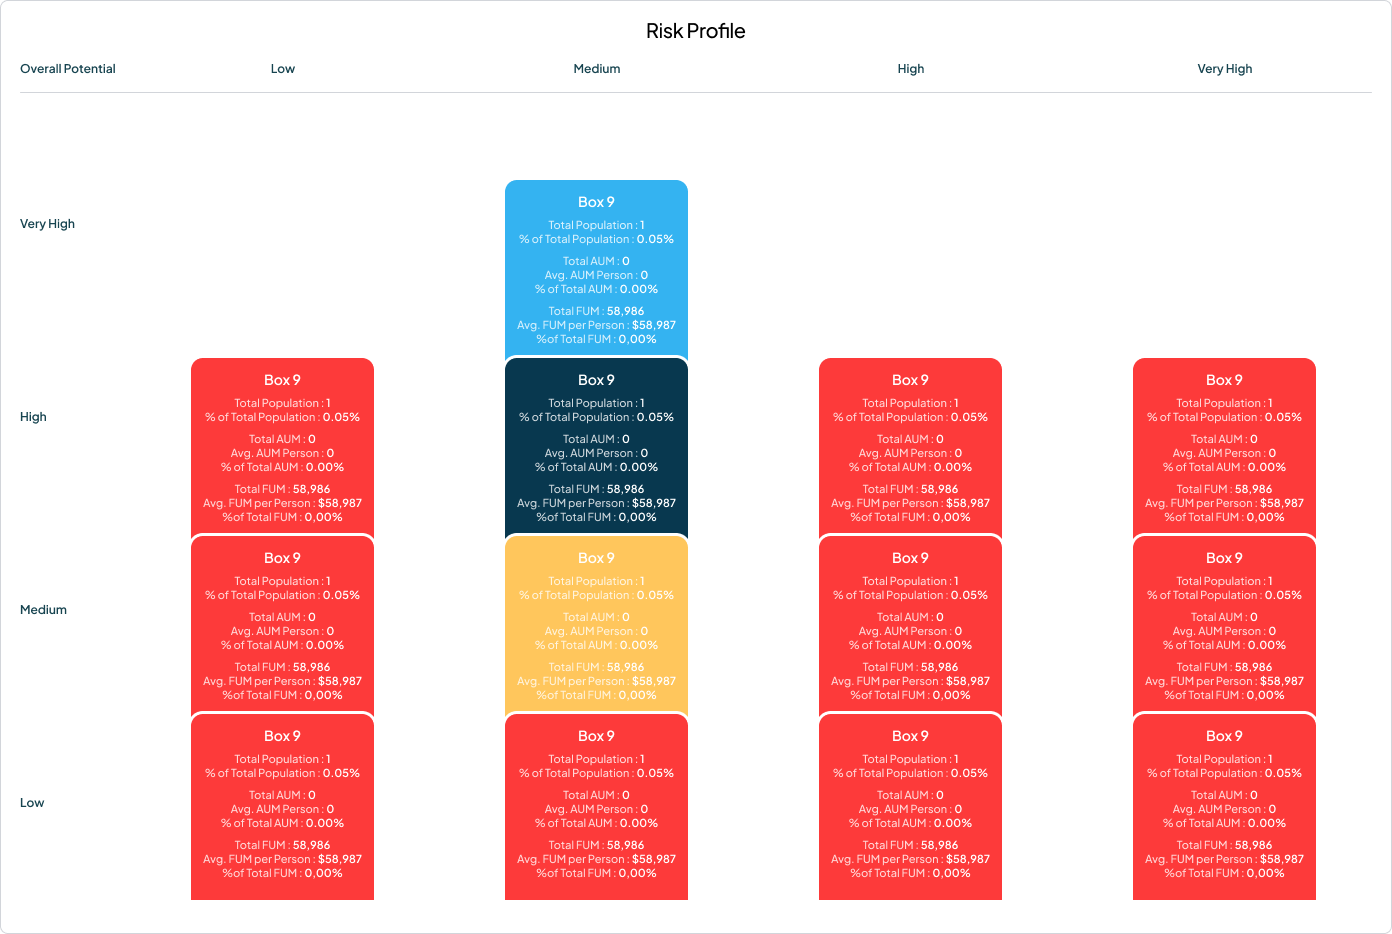 Risk Profile
Overall Potential Low Medium High Very High
Very High
Box 9
Total Population : 1
% of Total Population : 0.05%
Total AUM : 0
Avg. AUM Person : 0
% of Total AUM : 0.00%
Total FUM : 58,986
Avg. FUM per Person : $58,987
%of Total FUM : 0,00%
High
Box 9
Total Population : 1
% of Total Population : 0.05%
Total AUM : 0
Avg. AUM Person : 0
% of Total AUM : 0.00%
Total FUM : 58,986
Avg. FUM per Person : $58,987
%of Total FUM : 0,00%
Box 9
Total Population : 1
% of Total Population : 0.05%
Total AUM : 0
Avg. AUM Person : 0
% of Total AUM : 0.00%
Total FUM : 58,986
Avg. FUM per Person : $58,987
%of Total FUM : 0,00%
Box 9
Total Population : 1
% of Total Population : 0.05%
Total AUM : 0
Avg. AUM Person : 0
% of Total AUM : 0.00%
Total FUM : 58,986
Avg. FUM per Person : $58,987
%of Total FUM : 0,00%
Box 9
Total Population : 1
% of Total Population : 0.05%
Total AUM : 0
Avg. AUM Person : 0
% of Total AUM : 0.00%
Total FUM : 58,986
Avg. FUM per Person : $58,987
%of Total FUM : 0,00%
Medium
Box 9
Total Population : 1
% of Total Population : 0.05%
Total AUM : 0
Avg. AUM Person : 0
% of Total AUM : 0.00%
Total FUM : 58,986
Avg. FUM per Person : $58,987
%of Total FUM : 0,00%
Box 9
Total Population : 1
% of Total Population : 0.05%
Total AUM : 0
Avg. AUM Person : 0
% of Total AUM : 0.00%
Total FUM : 58,986
Avg. FUM per Person : $58,987
%of Total FUM : 0,00%
Box 9
Total Population : 1
% of Total Population : 0.05%
Total AUM : 0
Avg. AUM Person : 0
% of Total AUM : 0.00%
Total FUM : 58,986
Avg. FUM per Person : $58,987
%of Total FUM : 0,00%
Box 9
Total Population : 1
% of Total Population : 0.05%
Total AUM : 0
Avg. AUM Person : 0
% of Total AUM : 0.00%
Total FUM : 58,986
Avg. FUM per Person : $58,987
%of Total FUM : 0,00%
Low
Box 9
Total Population : 1
% of Total Population : 0.05%
Total AUM : 0
Avg. AUM Person : 0
% of Total AUM : 0.00%
Total FUM : 58,986
Avg. FUM per Person : $58,987
%of Total FUM : 0,00%
Box 9
Total Population : 1
% of Total Population : 0.05%
Total AUM : 0
Avg. AUM Person : 0
% of Total AUM : 0.00%
Total FUM : 58,986
Avg. FUM per Person : $58,987
%of Total FUM : 0,00%
Box 9
Total Population : 1
% of Total Population : 0.05%
Total AUM : 0
Avg. AUM Person : 0
% of Total AUM : 0.00%
Total FUM : 58,986
Avg. FUM per Person : $58,987
%of Total FUM : 0,00%
Box 9
Total Population : 1
% of Total Population : 0.05%
Total AUM : 0
Avg. AUM Person : 0
% of Total AUM : 0.00%
Total FUM : 58,986
Avg. FUM per Person : $58,987
%of Total FUM : 0,00%